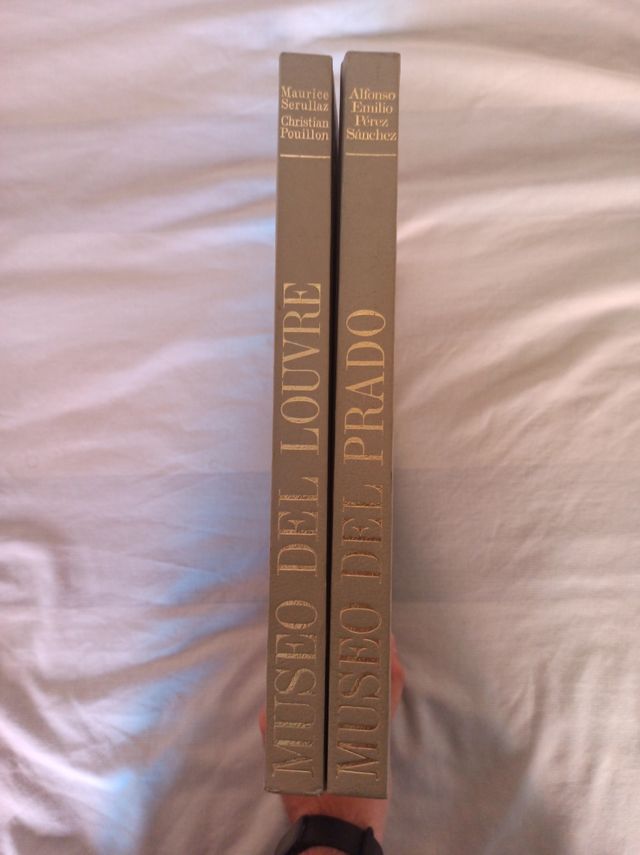 Maurice
Serullaz
Christian
Pouillon
MUSEO DEL LOUVRE
Alfonso
Emilio
Pérez
Sánchez
MUSEO DEL PRADO